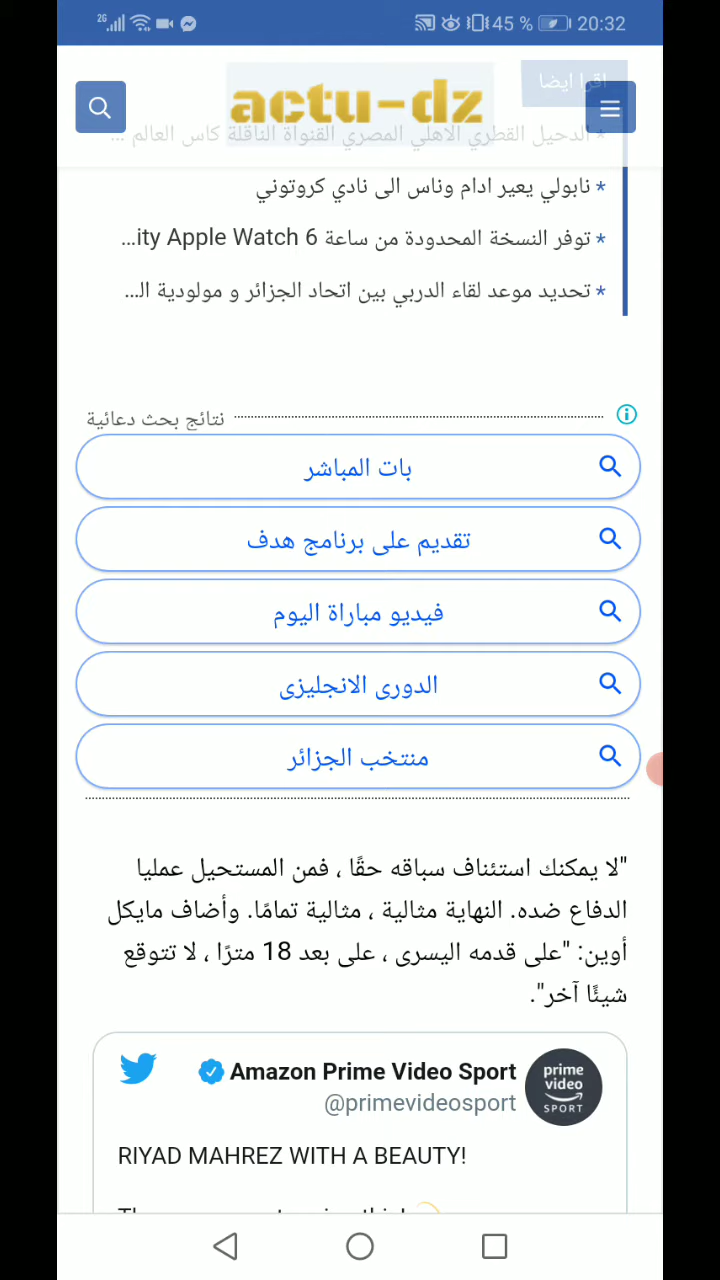 2G 45 % 20:32
اقرا ايضا
actu-dz
* الدحيل القطري الاهلي المصري القنواة الناقلة كاس العالم ...
* نابولي يعير ادام وناس الى نادي كروتوني
* توفر النسخة المحدودة من ساعة ity Apple Watch 6...
* تحديد موعد لقاء الدربي بين اتحاد الجزائر و مولودية الـ...
نتائج بحث دعائية
بات المباشر
تقديم على برنامج هدف
فيديو مباراة اليوم
الدورى الانجليزى
منتخب الجزائر
"لا يمكنك استئناف سباقه حقًا ، فمن المستحيل عمليا
الدفاع ضده. النهاية مثالية ، مثالية تمامًا. وأضاف مايكل
أوين: "على قدمه اليسرى ، على بعد 18 مترًا ، لا تتوقع
شيئًا آخر".
Amazon Prime Video Sport
@primevideosport
prime
video
SPORT
RIYAD MAHREZ WITH A BEAUTY!